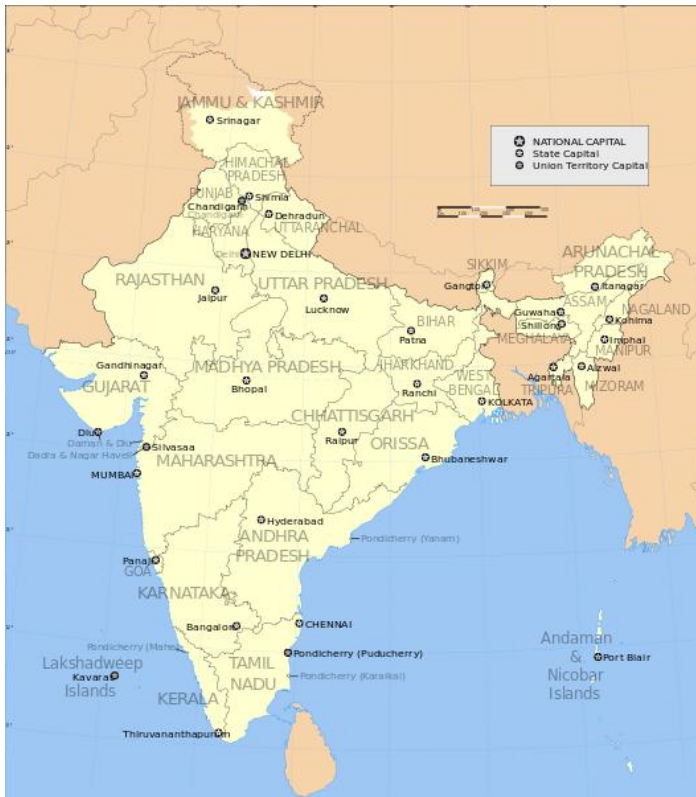 JAMMU & KASHMIR
Srinagar
NATIONAL CAPITAL
State Capital
Union Territory Capital
HIMACHAL
PRADESH
PUNJAB
Shimla
Chandigarh
Chandigarh
Dehradun
UTTARANCHAL
HARYANA
Delhi
NEW DELHI
RAJASTHAN
Jaipur
UTTAR PRADESH
Lucknow
SIKKIM
Gangtok
ARUNACHAL
PRADESH
Itanagar
ASSAM
NAGALAND
Guwahati
Kohima
Shillong
MEGHALAYA
Imphal
MANIPUR
BIHAR
Patna
Gandhinagar
GUJARAT
MADHYA PRADESH
Bhopal
JHARKHAND
Ranchi
WEST
BENGAL
KOLKATA
Agartala
TRIPURA
Aizwal
MIZORAM
CHHATTISGARH
Raipur
ORISSA
Bhubaneshwar
Diu
Daman & Diu
Silvasaa
Dadra & Nagar Haveli
MAHARASHTRA
MUMBAI
Hyderabad
ANDHRA
PRADESH
Pondicherry (Yanam)
Panaji
GOA
KARNATAKA
Bangalore
CHENNAI
Pondicherry (Mahe)
Pondicherry (Puducherry)
Lakshadweep
Islands
Kavarati
TAMIL
NADU
Pondicherry (Karaikal)
KERALA
Thiruvananthapuram
Andaman
&
Nicobar
Islands
Port Blair